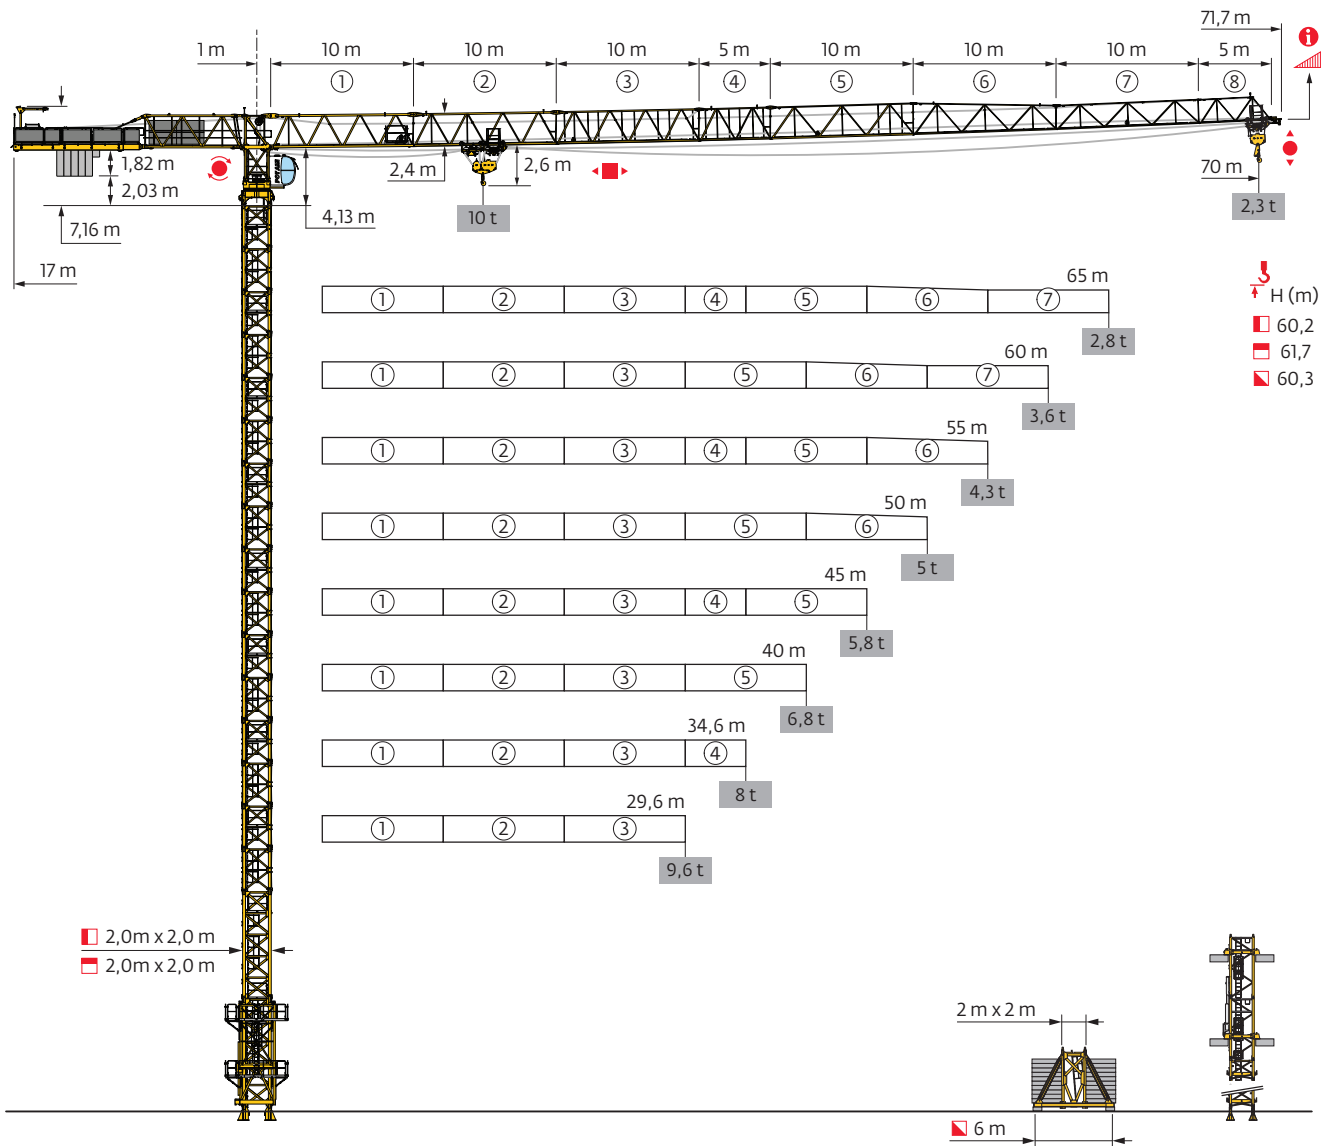 71,7 m
1 m 10 m 10 m 10 m 5 m 10 m 10 m 10 m 5 m
① ② ③ ④ ⑤ ⑥ ⑦ ⑧
i
1,82 m
2,03 m
7,16 m
17 m
4,13 m
2,4 m
2,6 m
10 t
70 m
2,3 t
H (m)
60,2
61,7
60,3
65 m
① ② ③ ④ ⑤ ⑥ ⑦
2,8 t
60 m
① ② ③ ⑤ ⑥ ⑦
3,6 t
55 m
① ② ③ ④ ⑤ ⑥
4,3 t
50 m
① ② ③ ⑤ ⑥
5 t
45 m
① ② ③ ④ ⑤
5,8 t
40 m
① ② ③ ⑤
6,8 t
34,6 m
① ② ③ ④
8 t
29,6 m
① ② ③
9,6 t
2,0m x 2,0 m
2,0m x 2,0 m
2 m x 2 m
6 m